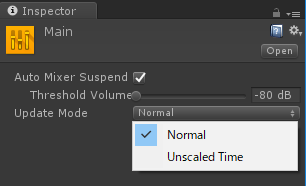 Inspector
Main
Open
Auto Mixer Suspend
Threshold Volume -80 dB
Update Mode Normal
Normal
Unscaled Time